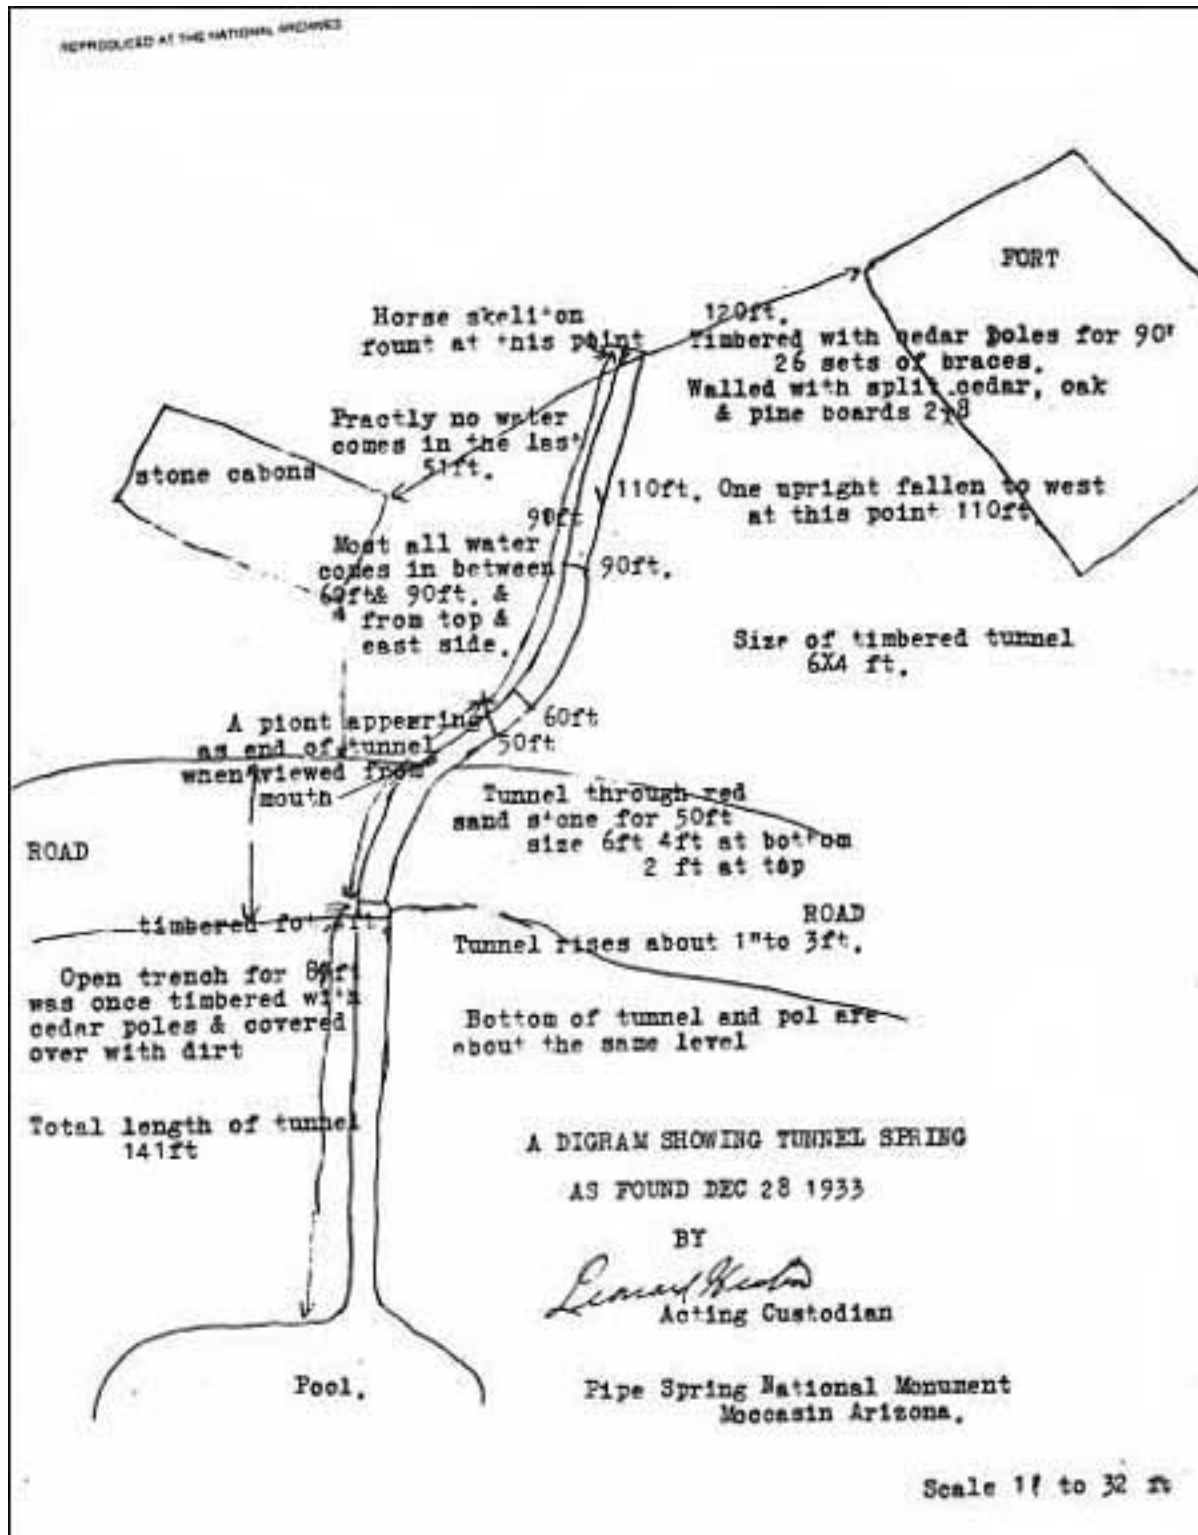 REPRODUCED AT THE NATIONAL ARCHIVES
FORT
Horse skeliton
fount at this point
120ft.
Timbered with cedar poles for 90'
26 sets of braces.
Walled with split cedar, oak
& pine boards
Practly no water
comes in the last
51ft.
stone cabons
110ft. One upright fallen to west
at this point 110ft.
Most all water
comes in between
60ft& 90ft. &
from top &
east side.
91ft
90ft.
Size of timbered tunnel
6X4 ft.
A piont appearing
as end of tunnel
wnen viewed from
mouth
60ft
50ft
Tunnel through red
sand stone for 50ft
size 6ft 4ft at bottom
2 ft at top
ROAD
ROAD
timbered for
Tunnel rises about 1"to 3ft.
Open trench for
was once timbered with
cedar poles & covered
over with dirt
Bottom of tunnel and pol are
about the same level
Total length of tunnel
141ft
A DIGRAM SHOWING TUNNEL SPRING
AS FOUND DEC 28 1933
BY
Leonard Heaton
Acting Custodian
Pool.
Pipe Spring National Monument
Moccasin Arizona.
Scale 1" to 32 ft